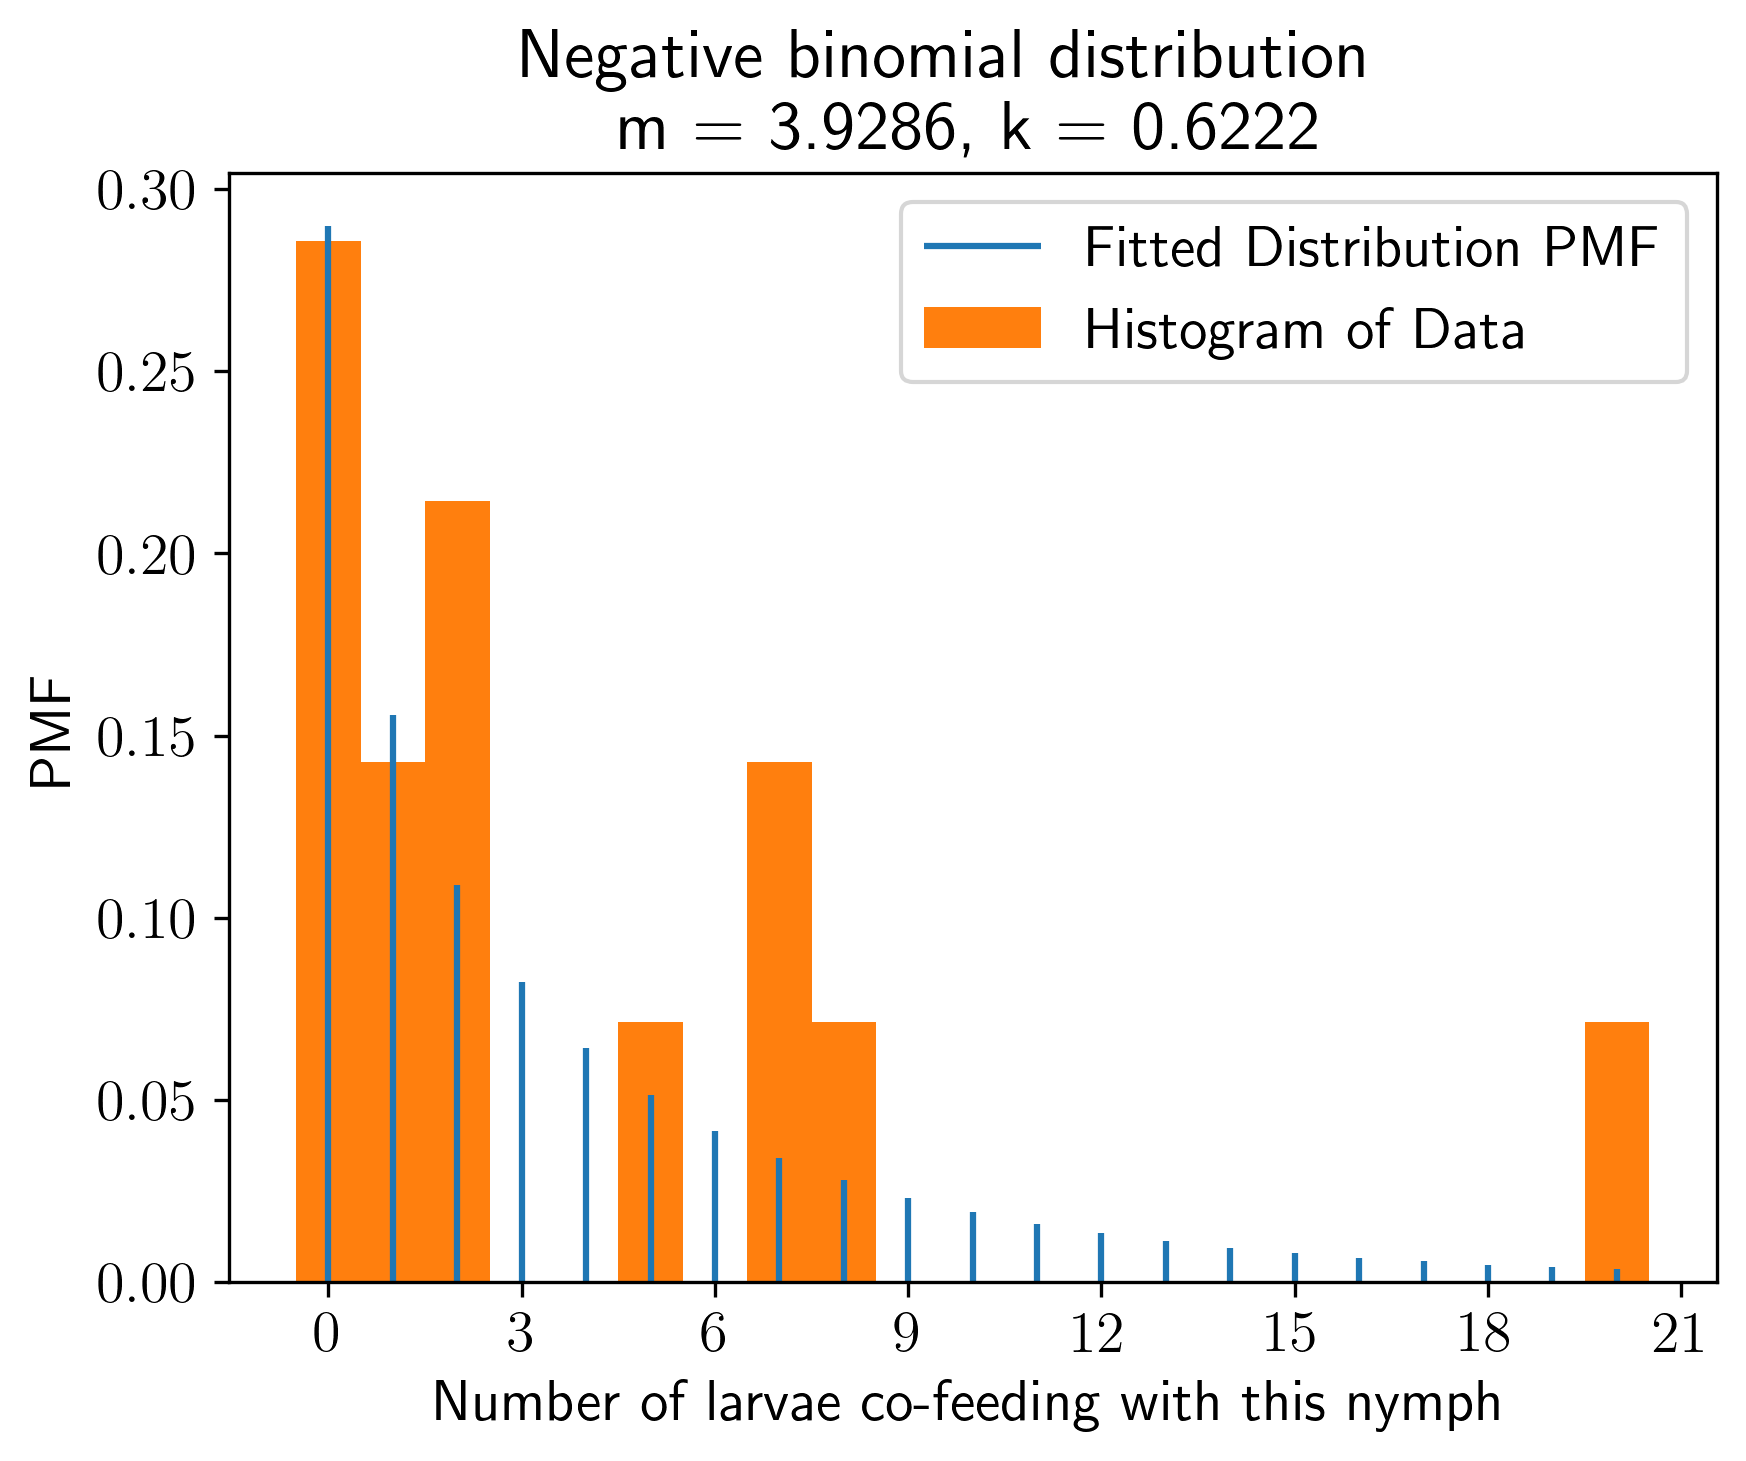 Negative binomial distribution
m = 3.9286, k = 0.6222
0.30
0.25
0.20
0.15
0.10
0.05
0.00
PMF
Fitted Distribution PMF
Histogram of Data
0 3 6 9 12 15 18 21
Number of larvae co-feeding with this nymph